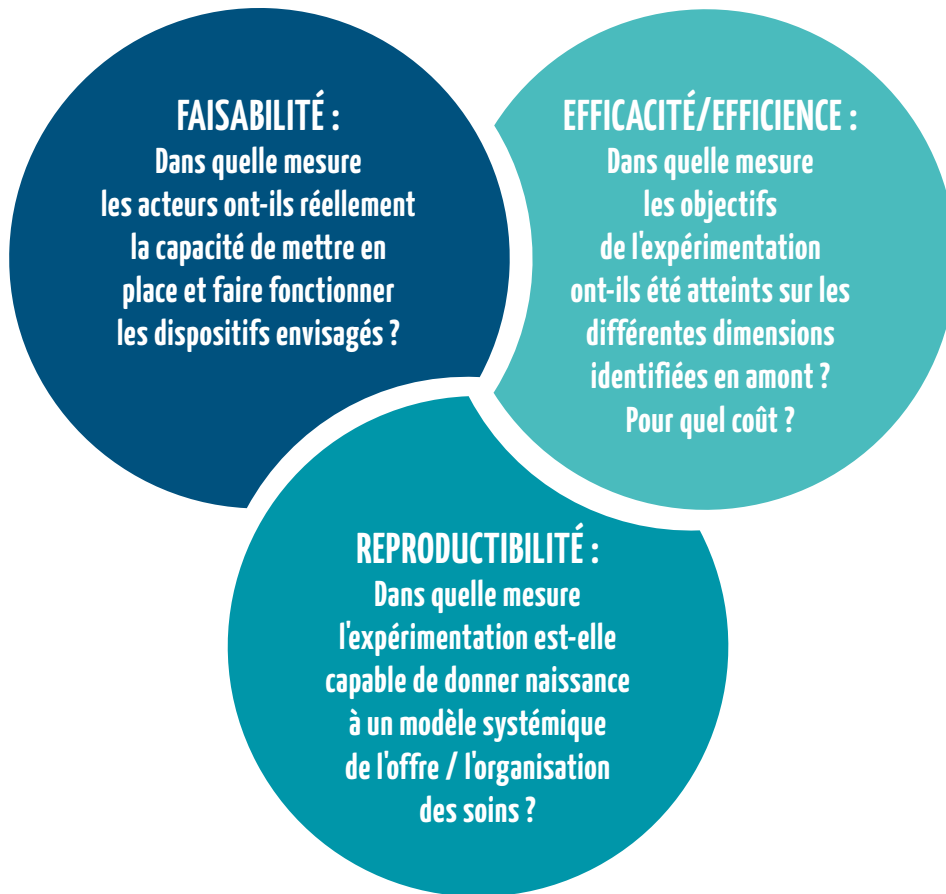 FAISABILITÉ :
Dans quelle mesure
les acteurs ont-ils réellement
la capacité de mettre en
place et faire fonctionner
les dispositifs envisagés ?
EFFICACITÉ/EFFICIENCE :
Dans quelle mesure
les objectifs
de l'expérimentation
ont-ils été atteints sur les
différentes dimensions
identifiées en amont ?
Pour quel coût ?
REPRODUCTIBILITÉ :
Dans quelle mesure
l'expérimentation est-elle
capable de donner naissance
à un modèle systémique
de l'offre / l'organisation
des soins ?